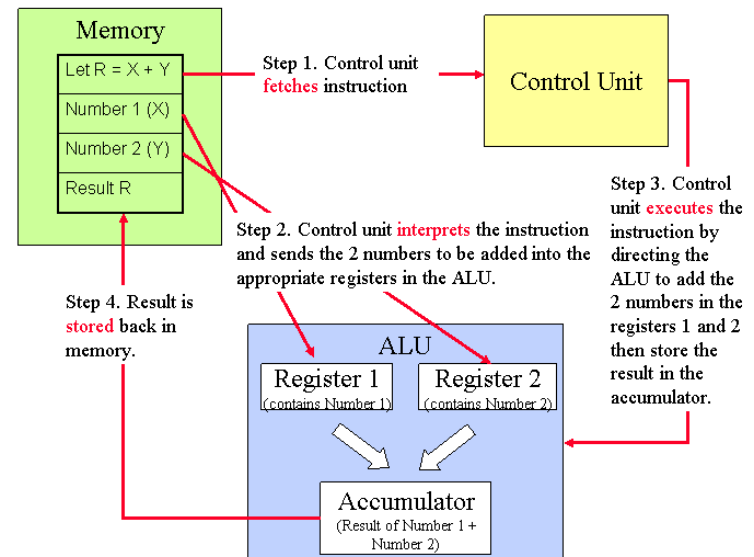 Memory
Let R = X + Y
Number 1 (X)
Number 2 (Y)
Result R
Step 1. Control unit
fetches instruction
Control Unit
Step 2. Control unit interprets the instruction
and sends the 2 numbers to be added into the
appropriate registers in the ALU.
Step 3. Control
unit executes the
instruction by
directing the
ALU to add the
2 numbers in the
registers 1 and 2
then store the
result in the
accumulator.
Step 4. Result is
stored back in
memory.
ALU
Register 1
(contains Number 1)
Register 2
(contains Number 2)
Accumulator
(Result of Number 1 +
Number 2)